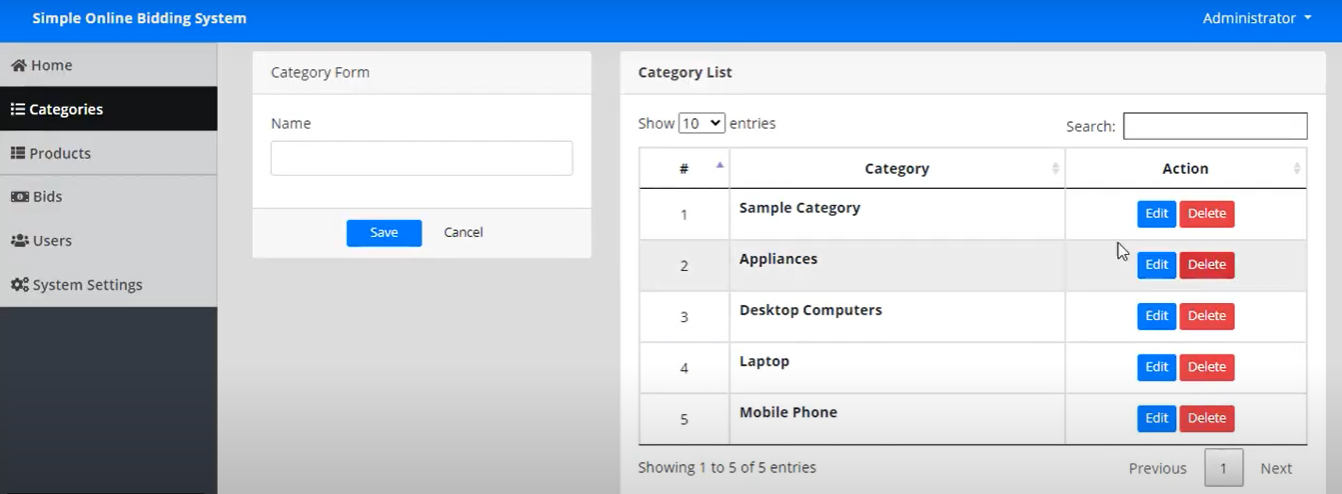 Simple Online Bidding System
Administrator
Home
Categories
Products
Bids
Users
System Settings
Category Form
Name
Save Cancel
Category List
Show 10 entries
Search:
# Category Action
1 Sample Category Edit Delete
2 Appliances Edit Delete
3 Desktop Computers Edit Delete
4 Laptop Edit Delete
5 Mobile Phone Edit Delete
Showing 1 to 5 of 5 entries
Previous 1 Next